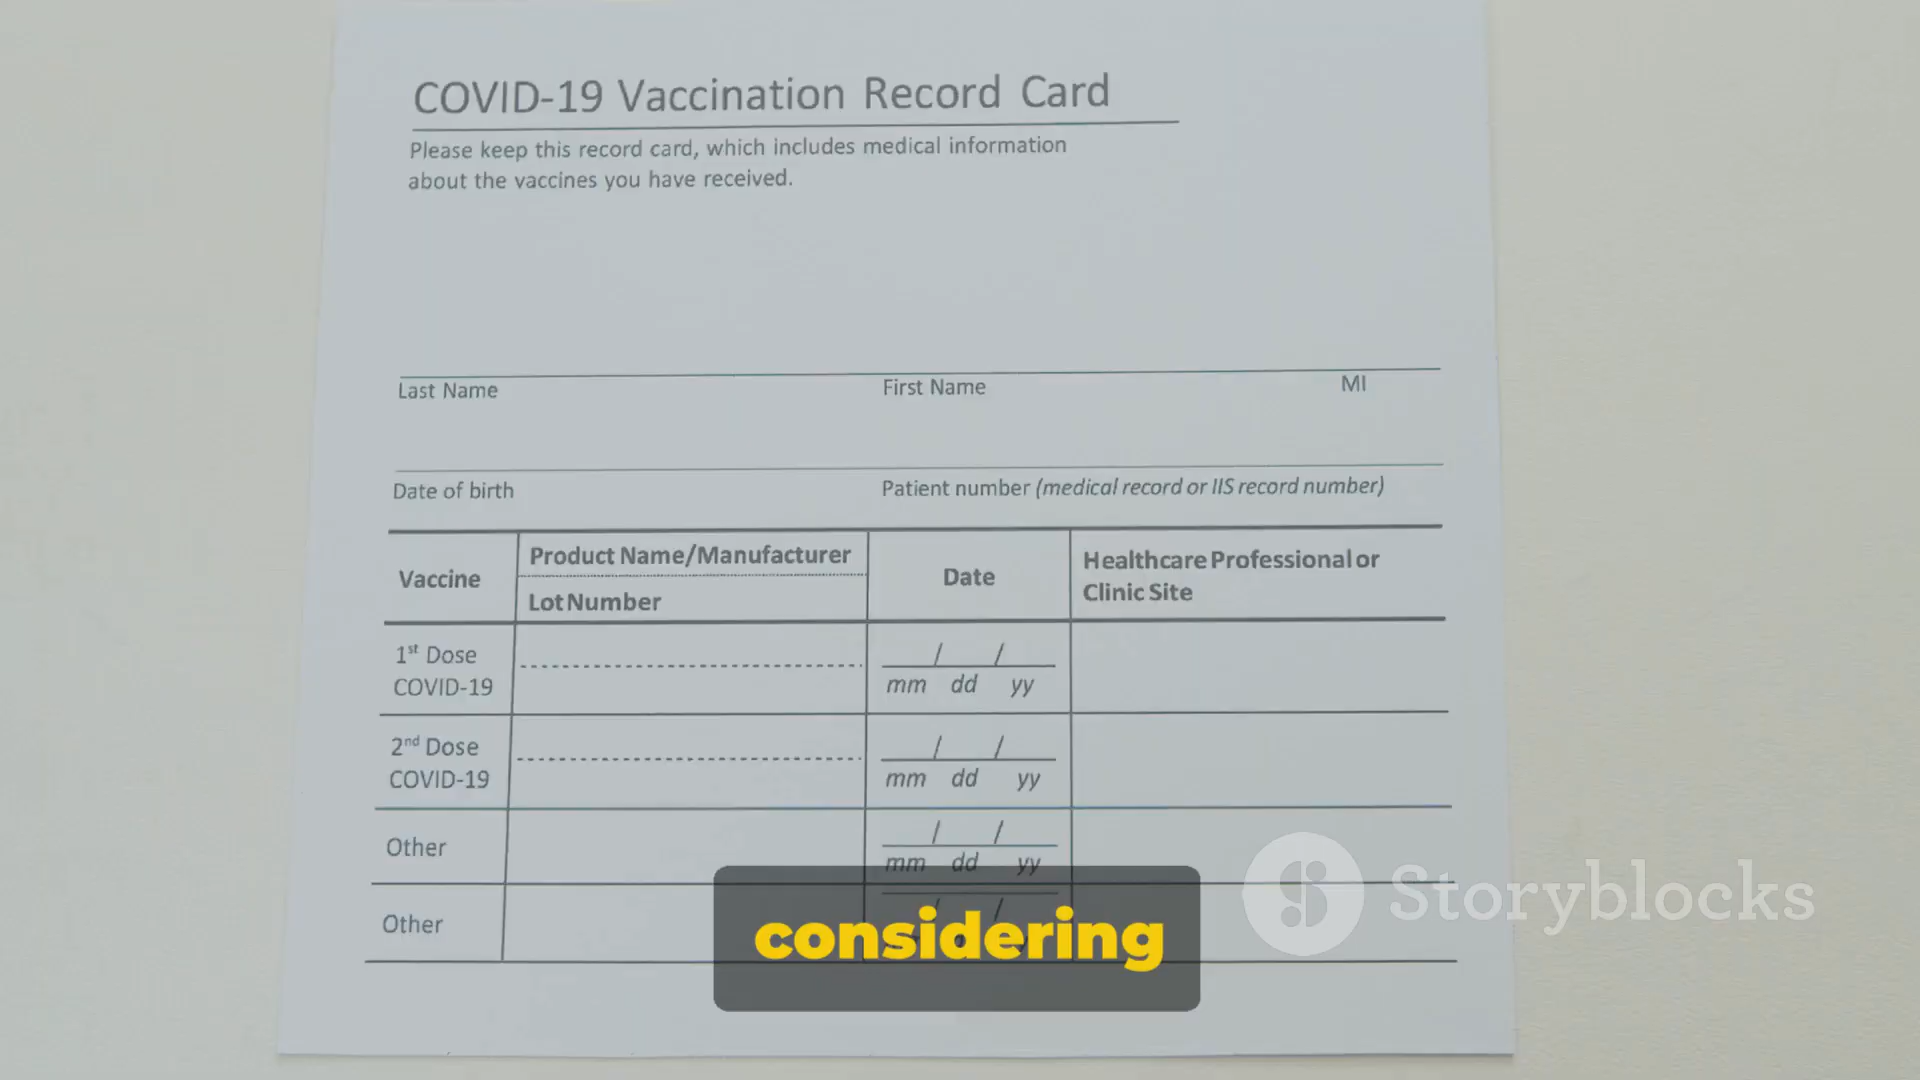 COVID-19 Vaccination Record Card
Please keep this record card, which includes medical information
about the vaccines you have received.
Last Name First Name MI
Date of birth Patient number (medical record or IIS record number)
Vaccine Product Name/Manufacturer Date Healthcare Professional or
Lot Number Clinic Site
1st Dose / /
COVID-19 mm dd yy
2nd Dose / /
COVID-19 mm dd yy
Other / /
mm dd yy
Other /
considering
Storyblocks